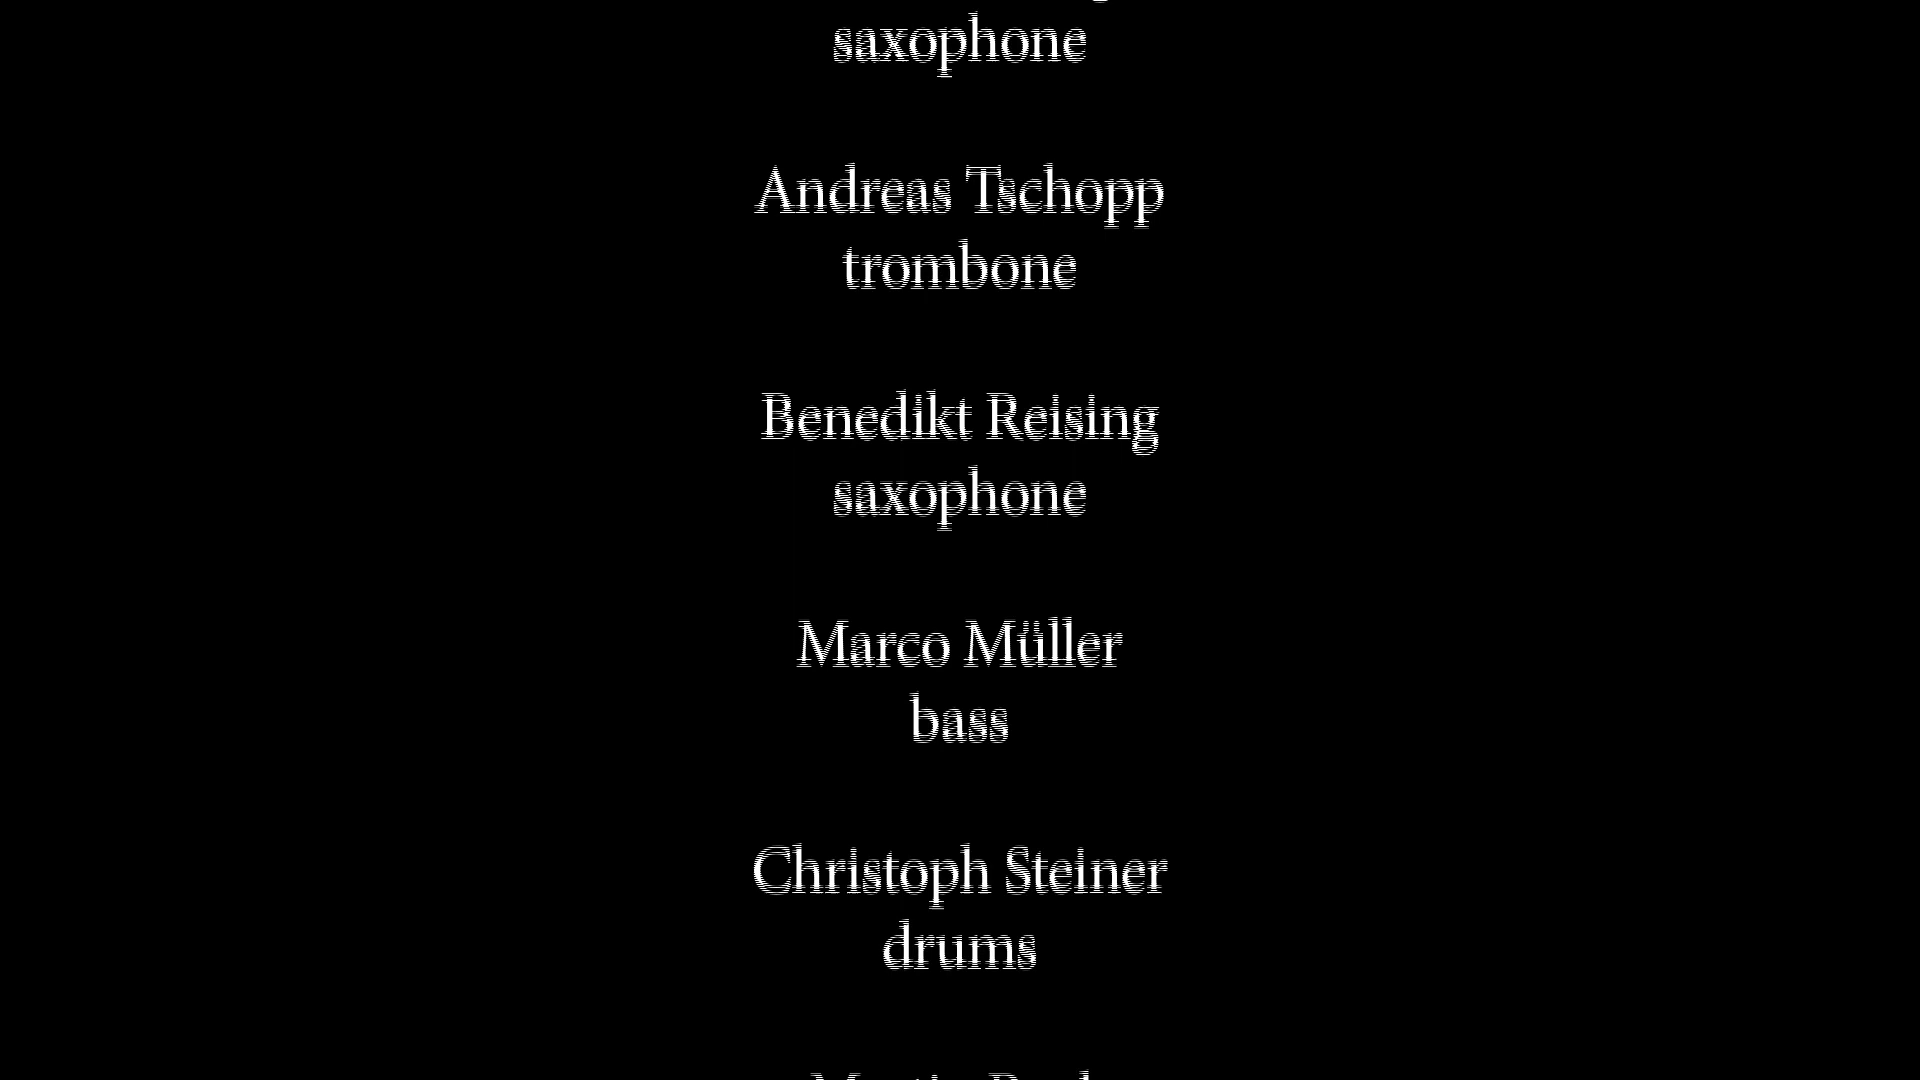 saxophone
Andreas Tschopp
trombone
Benedikt Reising
saxophone
Marco Müller
bass
Christoph Steiner
drums